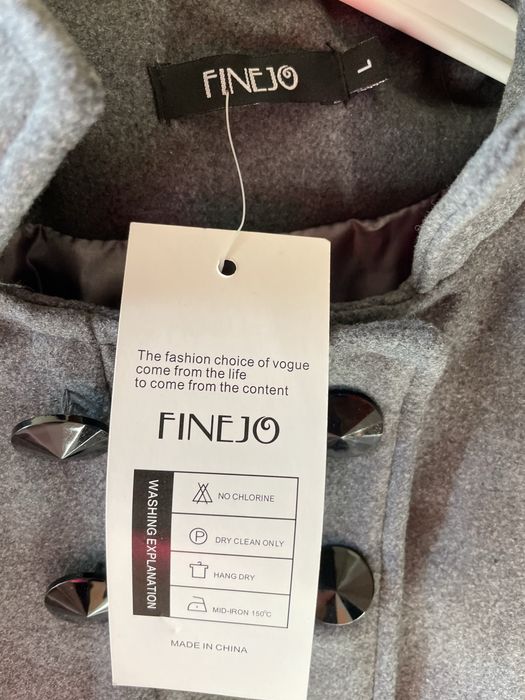 FINEJO
L
The fashion choice of vogue
come from the life
to come from the content
FINEJO
WASHING EXPLANATION
NO CHLORINE
P
DRY CLEAN ONLY
HANG DRY
MID-IRON 150°C
MADE IN CHINA